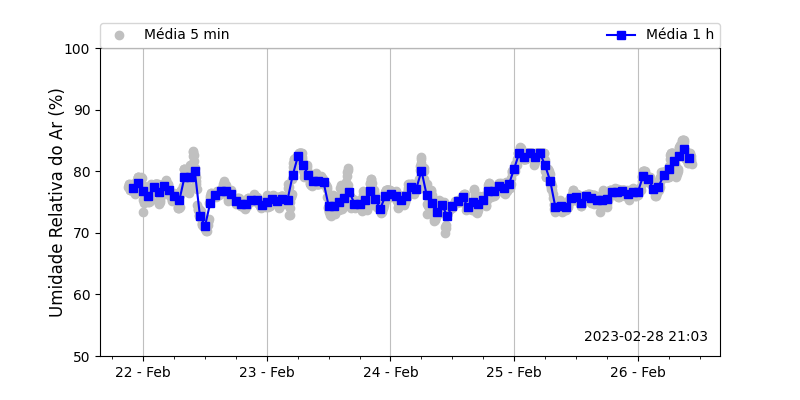 Média 5 min
Média 1 h
Umidade Relativa do Ar (%)
100
90
80
70
60
50
2023-02-28 21:03
22 - Feb
23 - Feb
24 - Feb
25 - Feb
26 - Feb